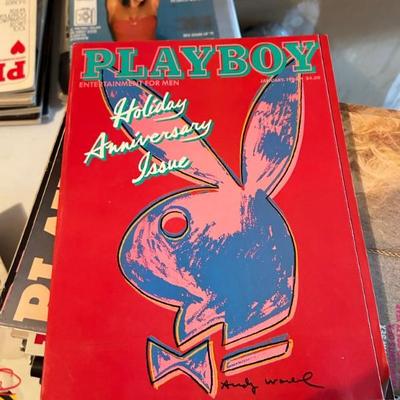 PLAYBOY
ENTERTAINMENT FOR MEN
Holiday
Anniversary
Issue
Andy Warhol